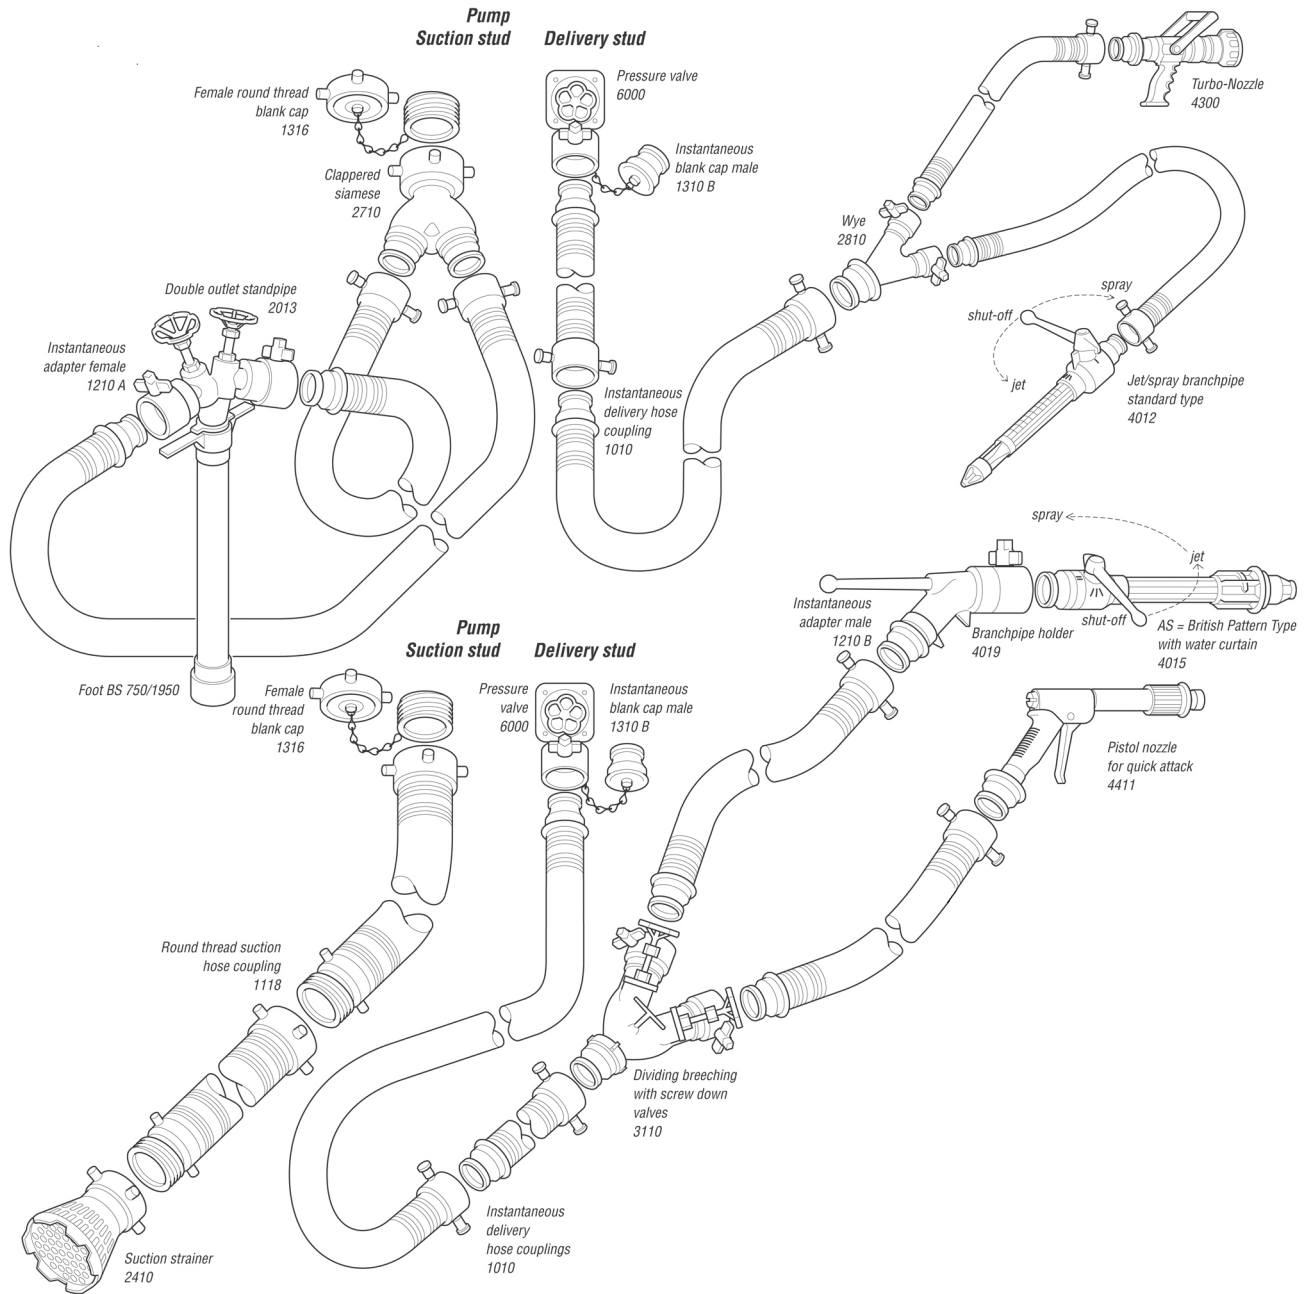 Pump
Suction stud
Delivery stud
Female round thread
blank cap
1316
Pressure valve
6000
Turbo-Nozzle
4300
Instantaneous
blank cap male
1310 B
Clappered
siamese
2710
Wye
2810
Double outlet standpipe
2013
spray
shut-off
jet
Instantaneous
adapter female
1210 A
Jet/spray branchpipe
standard type
4012
Instantaneous
delivery hose
coupling
1010
spray
jet
shut-off
Instantaneous
adapter male
1210 B
Branchpipe holder
4019
AS = British Pattern Type
with water curtain
4015
Foot BS 750/1950
Pump
Suction stud
Delivery stud
Female
round thread
blank cap
1316
Pressure
valve
6000
Instantaneous
blank cap male
1310 B
Pistol nozzle
for quick attack
4411
Round thread suction
hose coupling
1118
Dividing breeching
with screw down
valves
3110
Instantaneous
delivery
hose couplings
1010
Suction strainer
2410